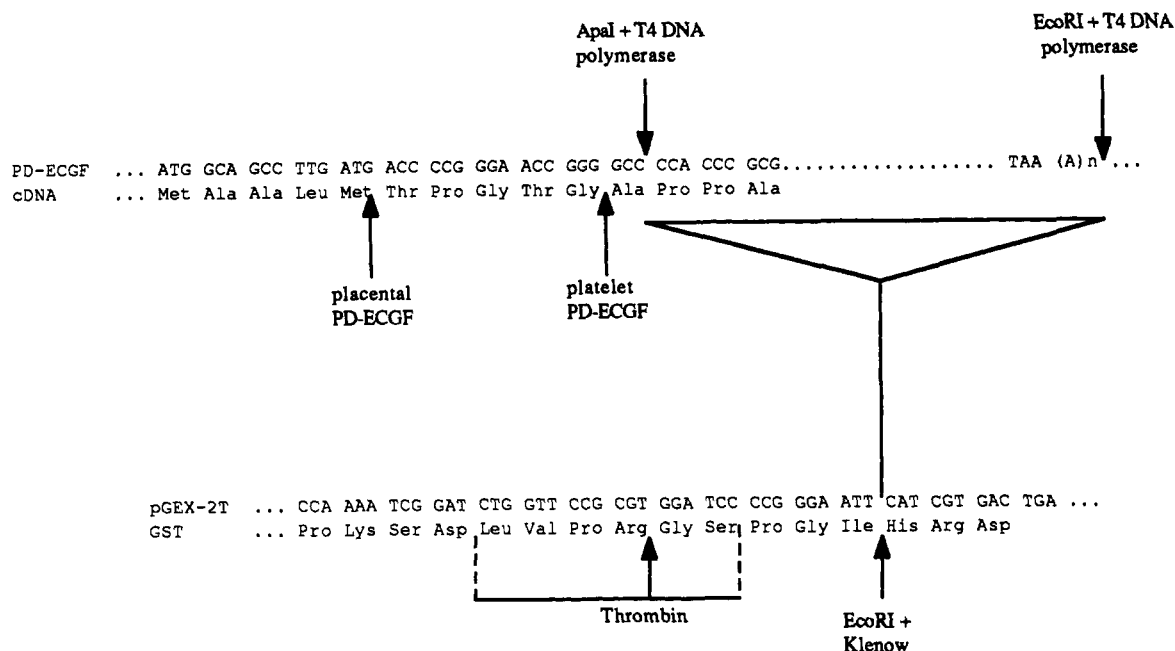 ApaI + T4 DNA
polymerase
EcoRI + T4 DNA
polymerase
PD-ECGF ... ATG GCA GCC TTG ATG ACC CCG GGA ACC GGG GCC CCA CCC GCG.................. TAA (A)n ...
cDNA ... Met Ala Ala Leu Met Thr Pro Gly Thr Gly Ala Pro Pro Ala
placental
PD-ECGF
platelet
PD-ECGF
pGEX-2T ... CCA AAA TCG GAT CTG GTT CCG CGT GGA TCC CCG GGA ATT CAT CGT GAC TGA ...
GST ... Pro Lys Ser Asp Leu Val Pro Arg Gly Ser Pro Gly Ile His Arg Asp
Thrombin
EcoRI +
Klenow